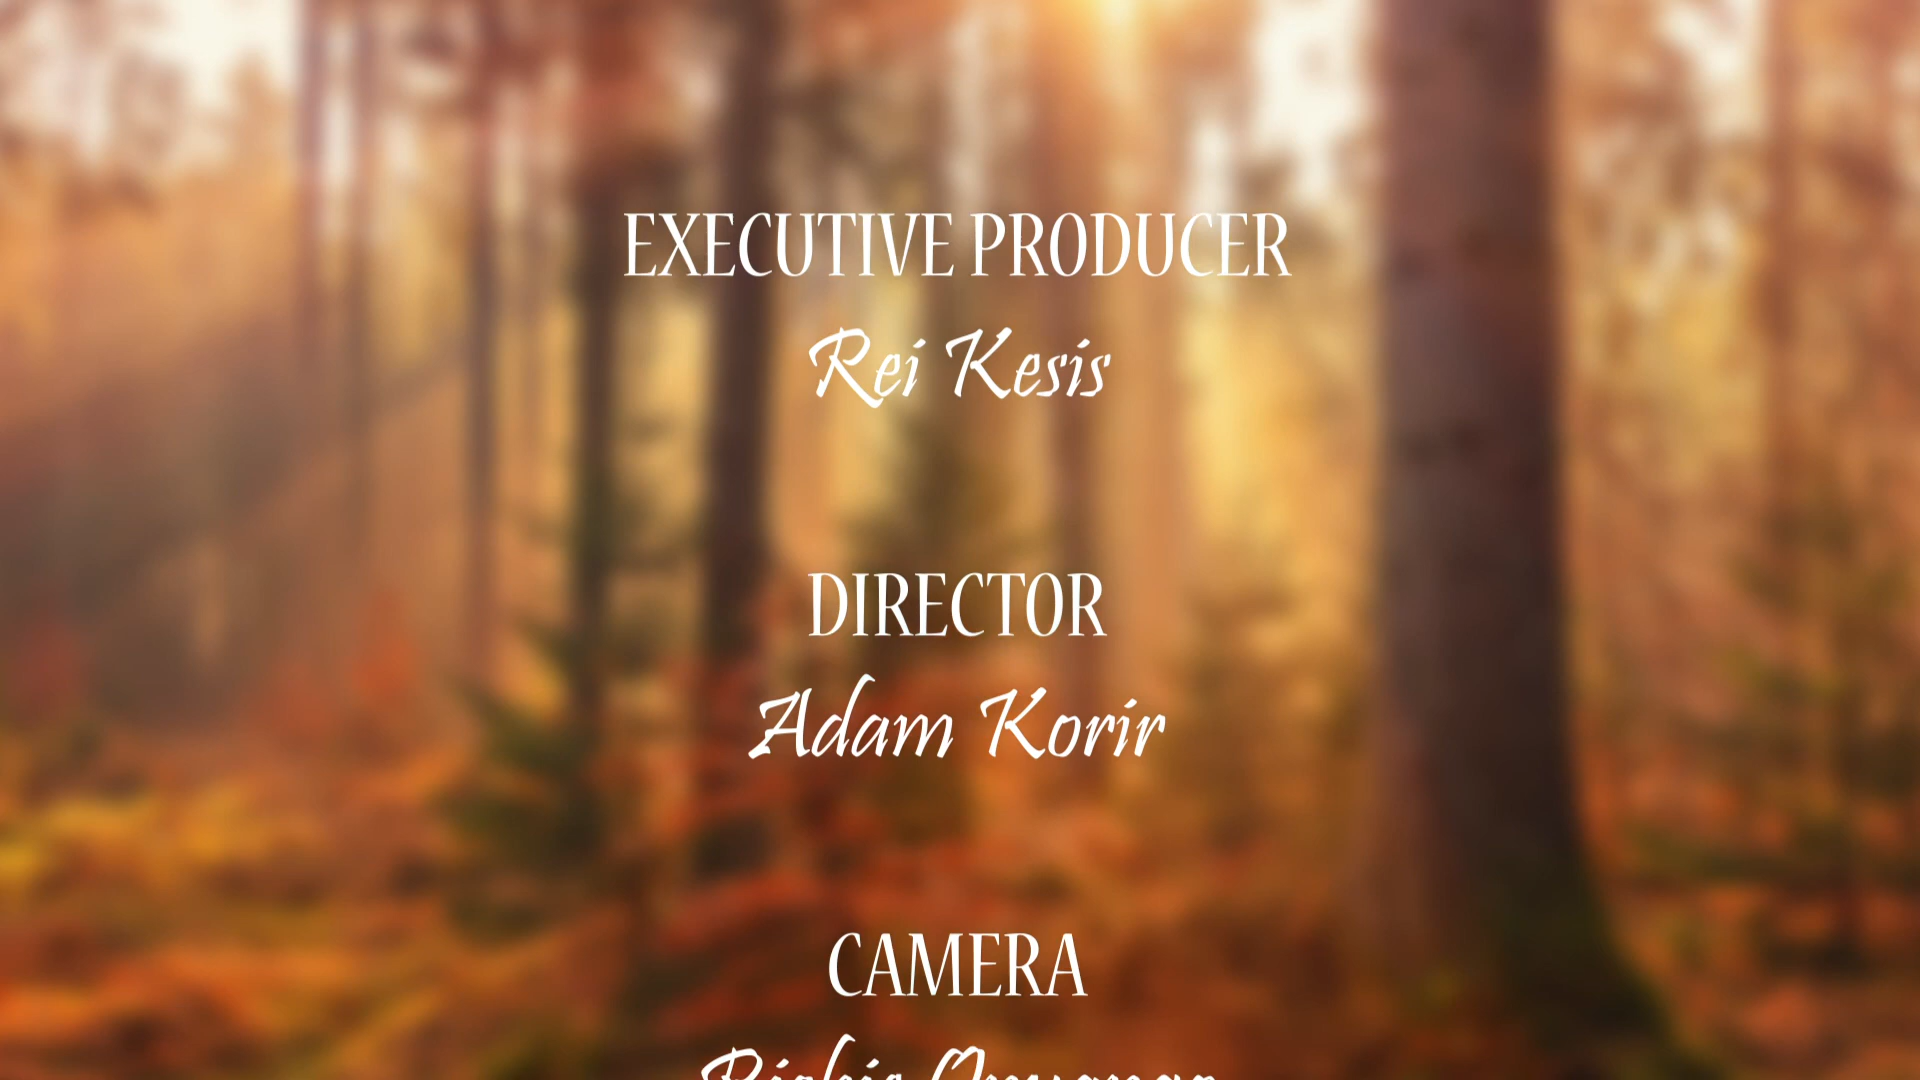 EXECUTIVE PRODUCER
Rei Kesis
DIRECTOR
Adam Korir
CAMERA